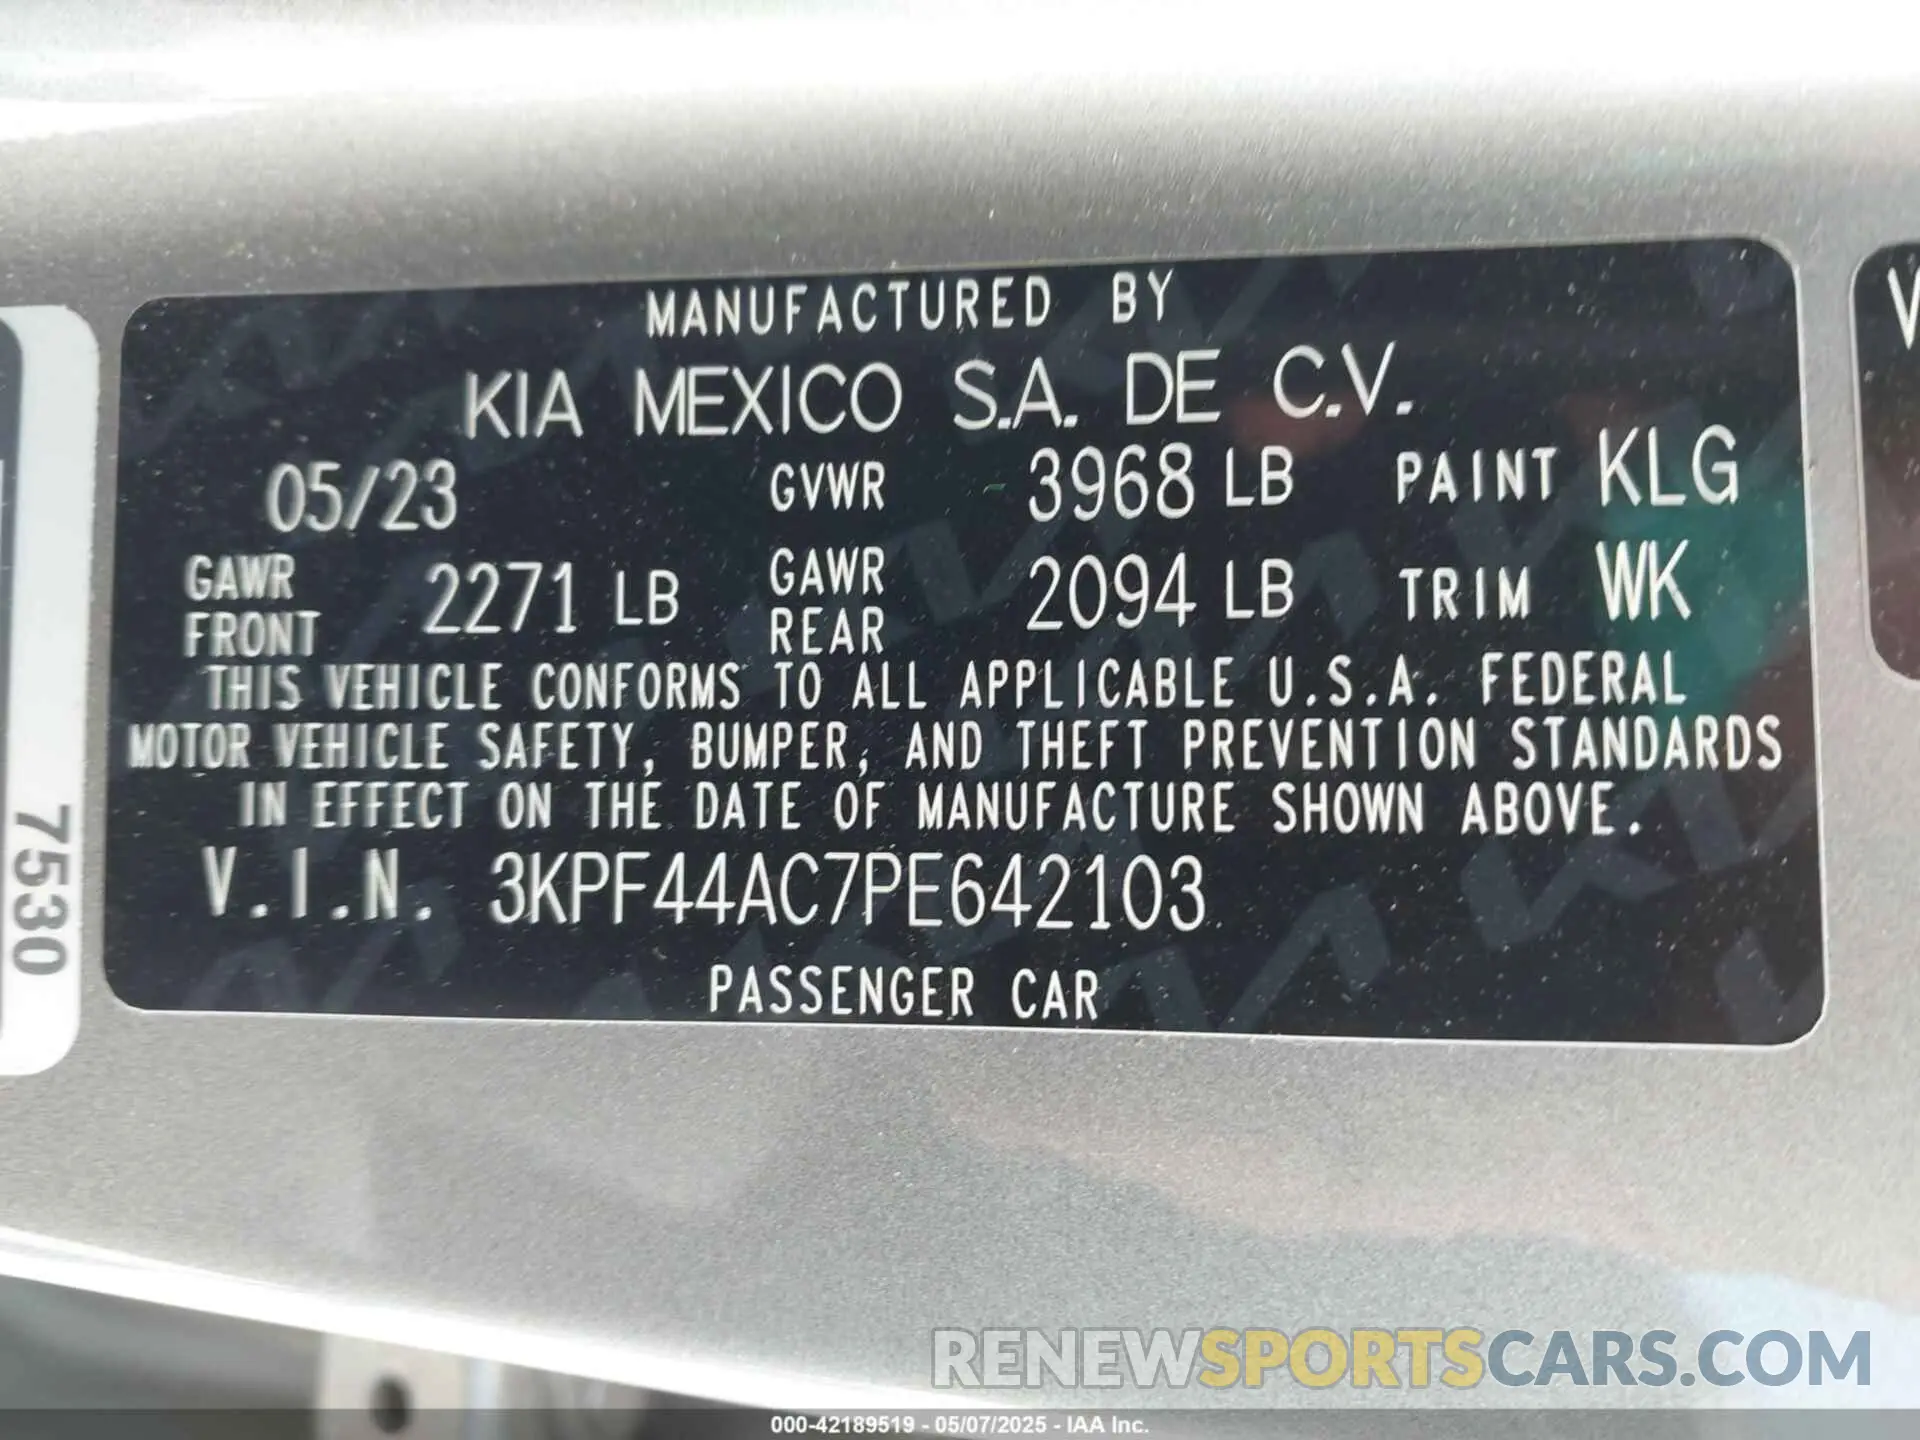 MANUFACTURED BY
KIA MEXICO S.A. DE C.V.
05/23 GVWR 3968 LB PAINT KLG
GAWR FRONT 2271 LB GAWR REAR 2094 LB TRIM WK
THIS VEHICLE CONFORMS TO ALL APPLICABLE U.S.A. FEDERAL
MOTOR VEHICLE SAFETY, BUMPER, AND THEFT PREVENTION STANDARDS
IN EFFECT ON THE DATE OF MANUFACTURE SHOWN ABOVE.
V.I.N. 3KPF44AC7PE642103
PASSENGER CAR
7530
V
RENEWSPORTSCARS.COM
000-42189519 - 05/07/2025 - IAA Inc.